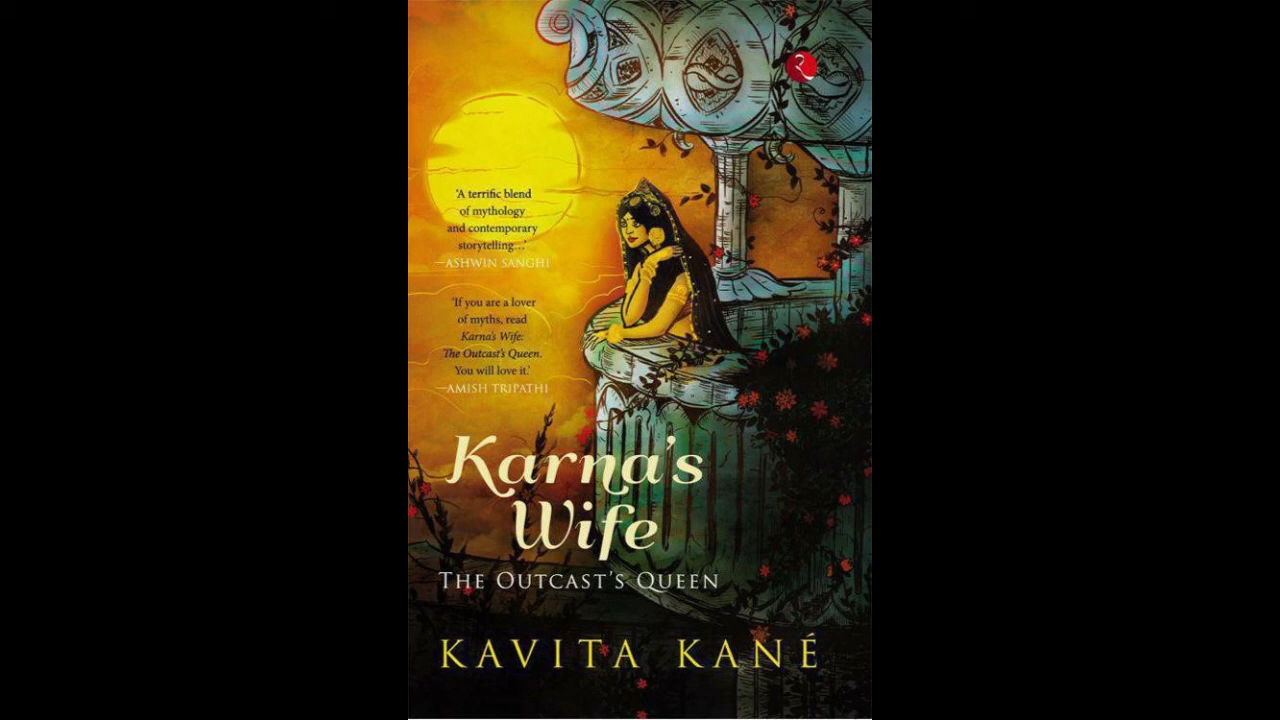 ‘A terrific blend
of mythology
and contemporary
storytelling...’
—ASHWIN SANGHI
‘If you are a lover
of myths, read
Karna’s Wife:
The Outcast’s Queen.
You will love it.’
—AMISH TRIPATHI
Karna’s
Wife
THE OUTCAST’S QUEEN
KAVITA KANÉ